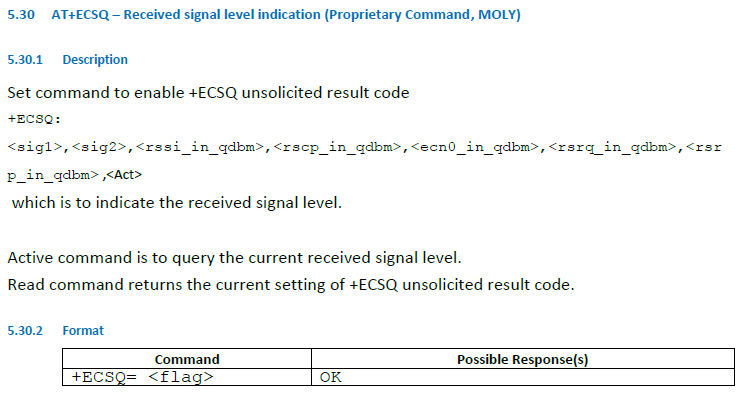 5.30 AT+ECSQ – Received signal level indication (Proprietary Command, MOLY)
5.30.1 Description
Set command to enable +ECSQ unsolicited result code
+ECSQ:
<sig1>,<sig2>,<rssi_in_qdbm>,<rscp_in_qdbm>,<ecn0_in_qdbm>,<rsrq_in_qdbm>,<rsr
p_in_qdbm>,<Act>
which is to indicate the received signal level.
Active command is to query the current received signal level.
Read command returns the current setting of +ECSQ unsolicited result code.
5.30.2 Format
Command Possible Response(s)
+ECSQ= <flag> OK